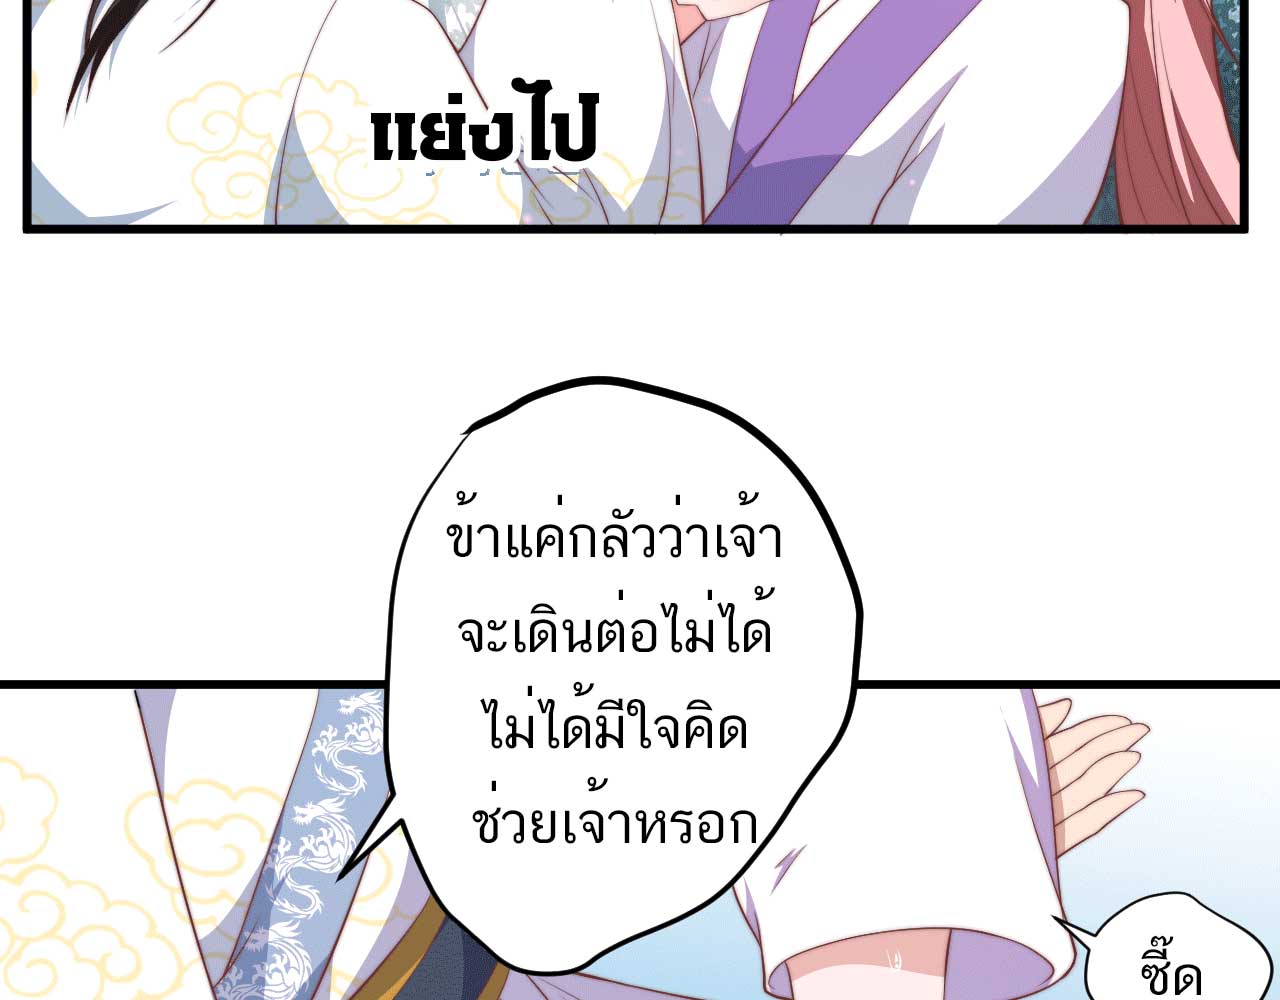 แย่งไป
ข้าแค่กลัวว่าเจ้า
จะเดินต่อไม่ได้
ไม่ได้มีใจคิด
ช่วยเจ้าหรอก
ซี๊ด